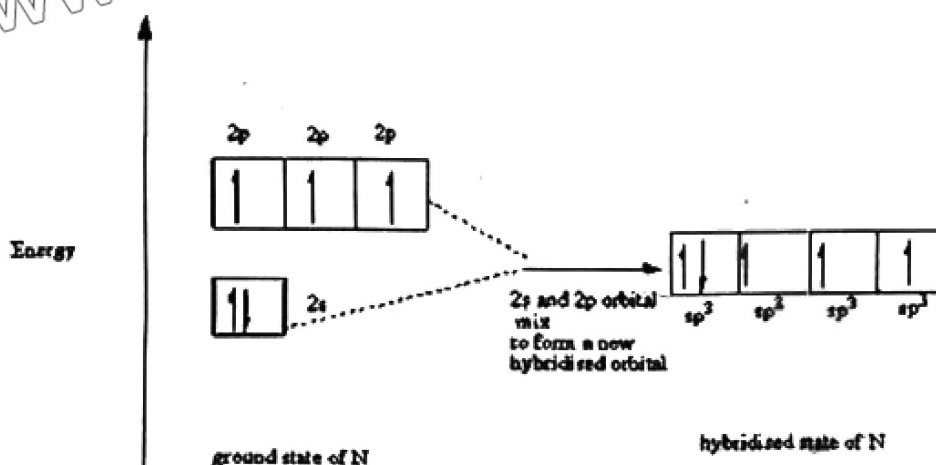 WW
2p 2p 2p
Energy
2s
2s and 2p orbital
mix
to form a new
hybridised orbital
sp³ sp³ sp³ sp³
ground state of N
hybridised state of N